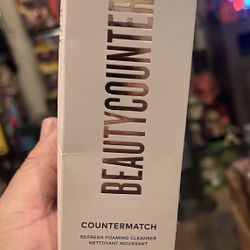 BEAUTYCOUNTER
COUNTERMATCH
REFRESH FOAMING CLEANSER
NETTOYANT MOUSSANT